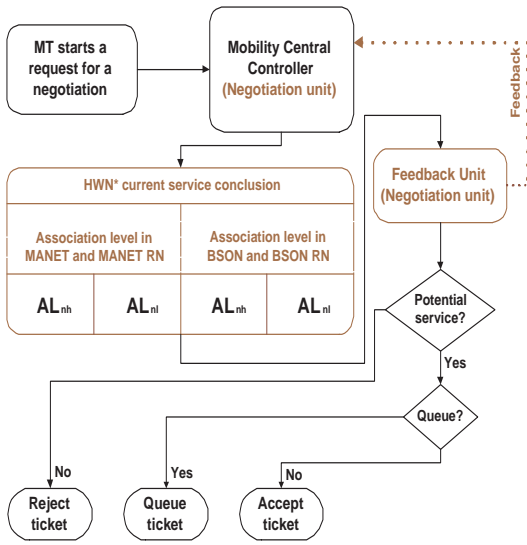 MT starts a
request for a
negotiation
Mobility Central
Controller
(Negotiation unit)
Feedback
HWN* current service conclusion
Association level in
MANET and MANET RN
Association level in
BSON and BSON RN
ALnh
ALnl
ALnh
ALnl
Feedback Unit
(Negotiation unit)
Potential
service?
Yes
Queue?
No
Yes
No
Reject
ticket
Queue
ticket
Accept
ticket